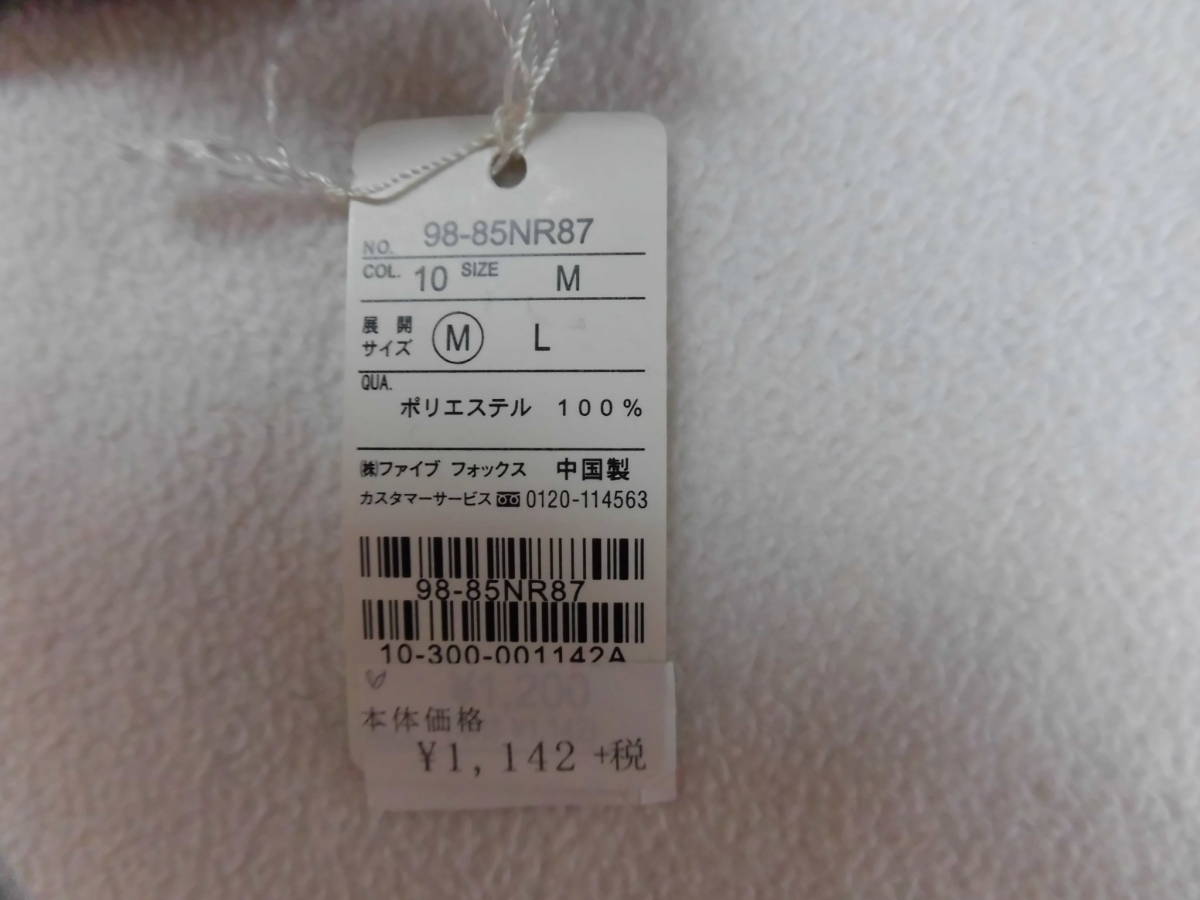 NO. 98-85NR87
COL. 10 SIZE M
展開サイズ M L
QUA.
ポリエステル 100%
㈱ファイブ フォックス 中国製
カスタマーサービス 0120-114563
98-85NR87
10-300-001142A
¥1,200
本体価格
¥1,142 +税